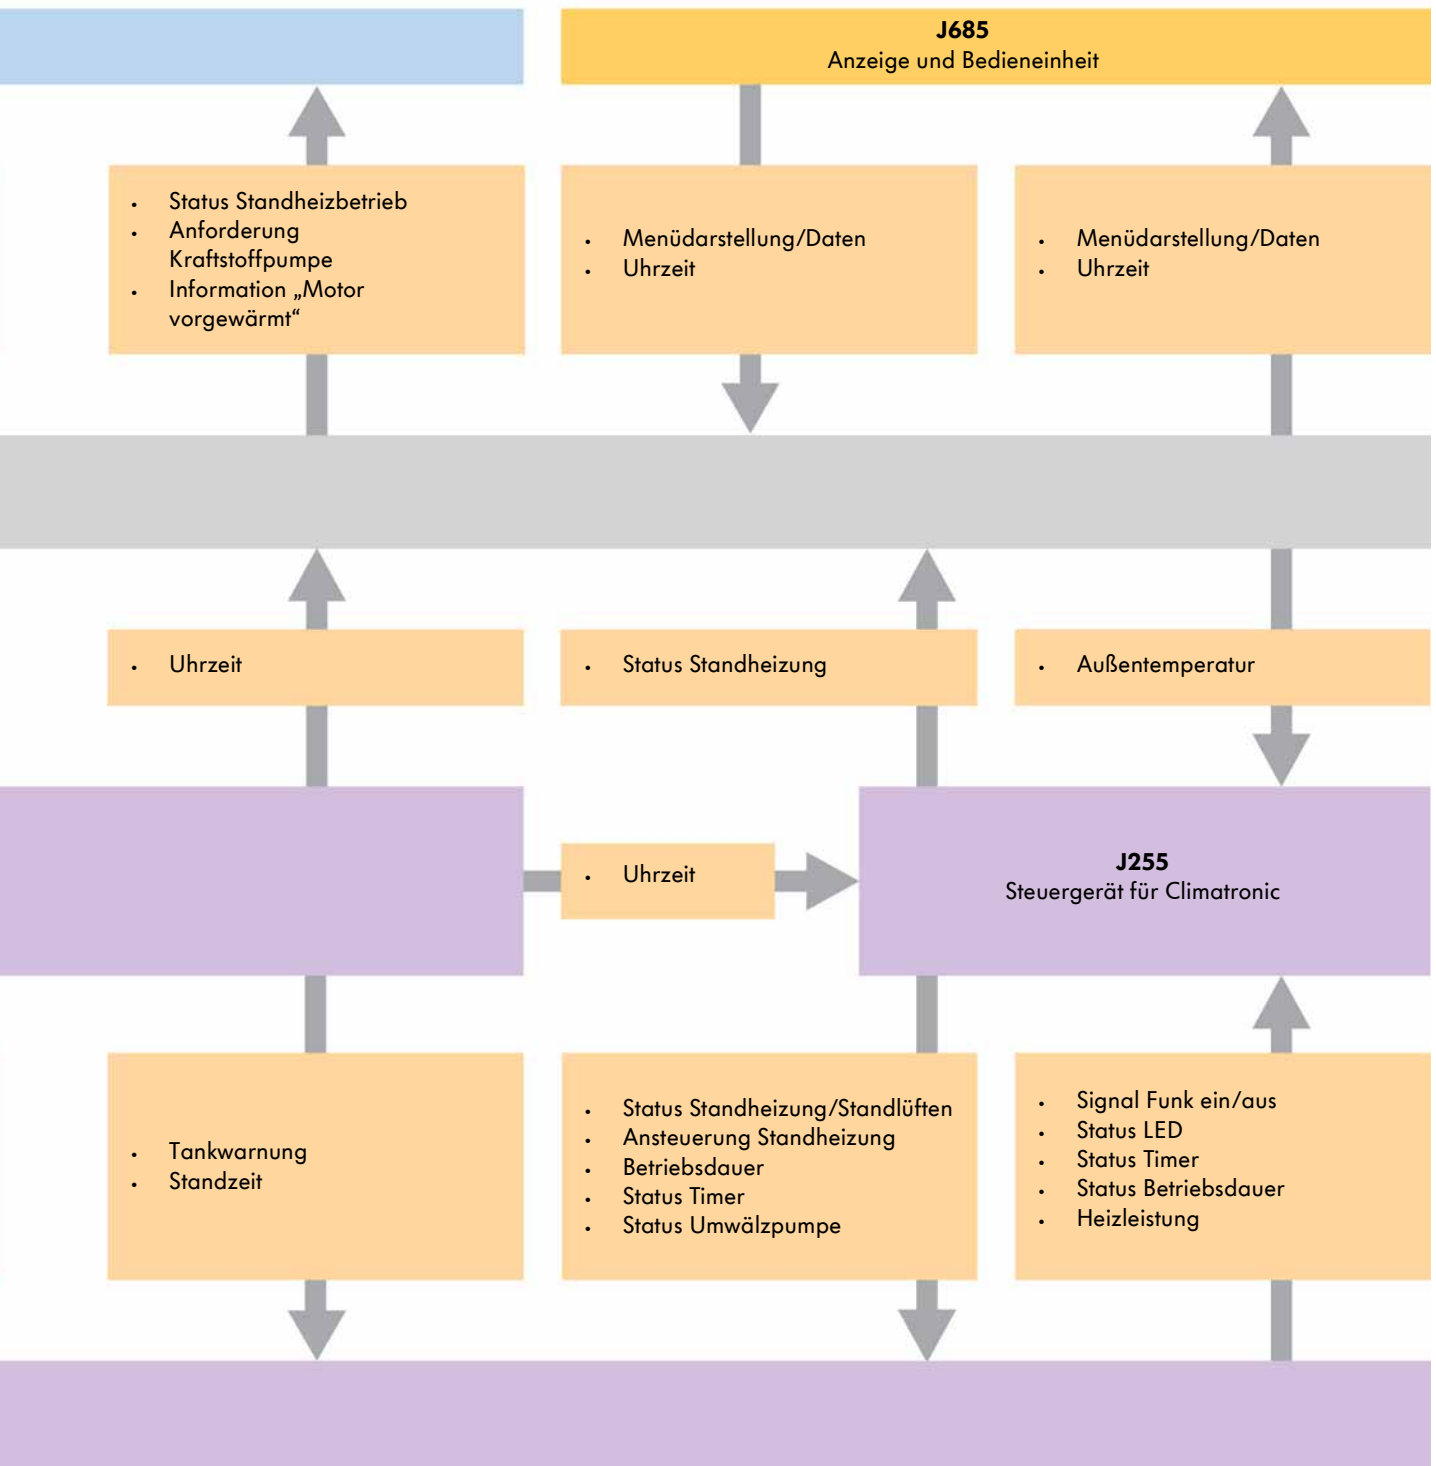 J685
Anzeige und Bedieneinheit
• Status Standheizbetrieb
• Anforderung
Kraftstoffpumpe
• Information „Motor
vorgewärmt“
• Menüdarstellung/Daten
• Uhrzeit
• Menüdarstellung/Daten
• Uhrzeit
• Uhrzeit
• Status Standheizung
• Außentemperatur
• Uhrzeit
J255
Steuergerät für Climatronic
• Tankwarnung
• Standzeit
• Status Standheizung/Standlüften
• Ansteuerung Standheizung
• Betriebsdauer
• Status Timer
• Status Umwälzpumpe
• Signal Funk ein/aus
• Status LED
• Status Timer
• Status Betriebsdauer
• Heizleistung